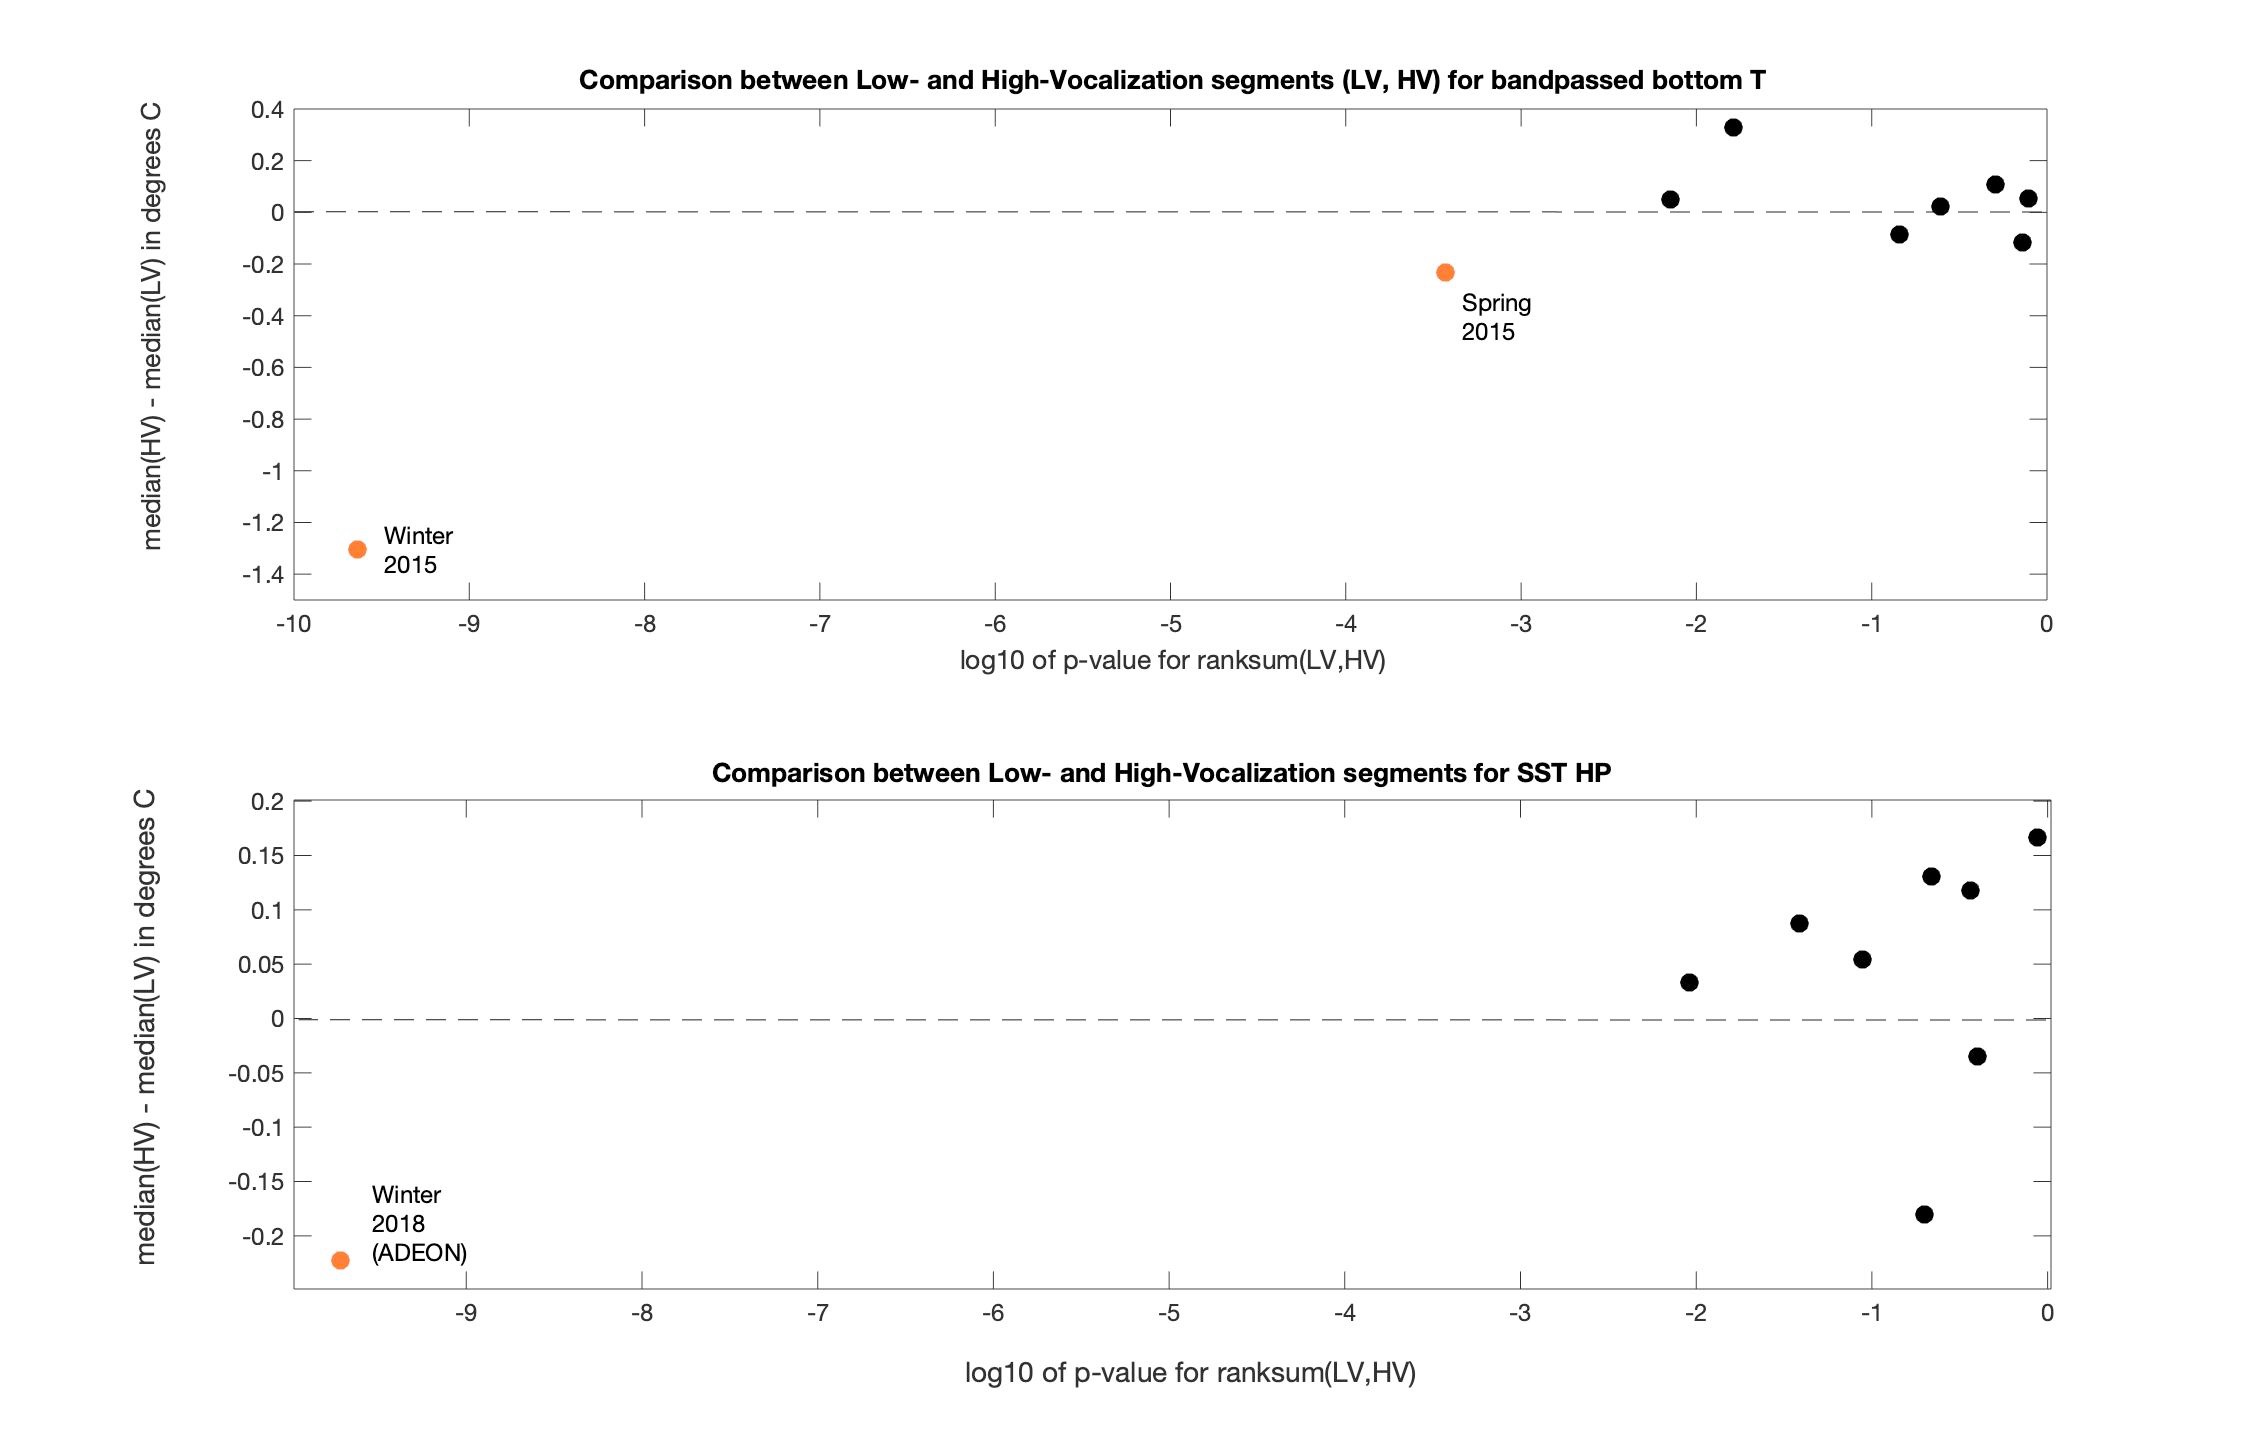 Comparison between Low- and High-Vocalization segments (LV, HV) for bandpassed bottom T
median(HV) - median(LV) in degrees C
0.4
0.2
0
-0.2
-0.4
-0.6
-0.8
-1
-1.2
-1.4
Spring
2015
Winter
2015
-10 -9 -8 -7 -6 -5 -4 -3 -2 -1 0
log10 of p-value for ranksum(LV,HV)
Comparison between Low- and High-Vocalization segments for SST HP
median(HV) - median(LV) in degrees C
0.2
0.15
0.1
0.05
0
-0.05
-0.1
-0.15
-0.2
Winter
2018
(ADEON)
-9 -8 -7 -6 -5 -4 -3 -2 -1 0
log10 of p-value for ranksum(LV,HV)